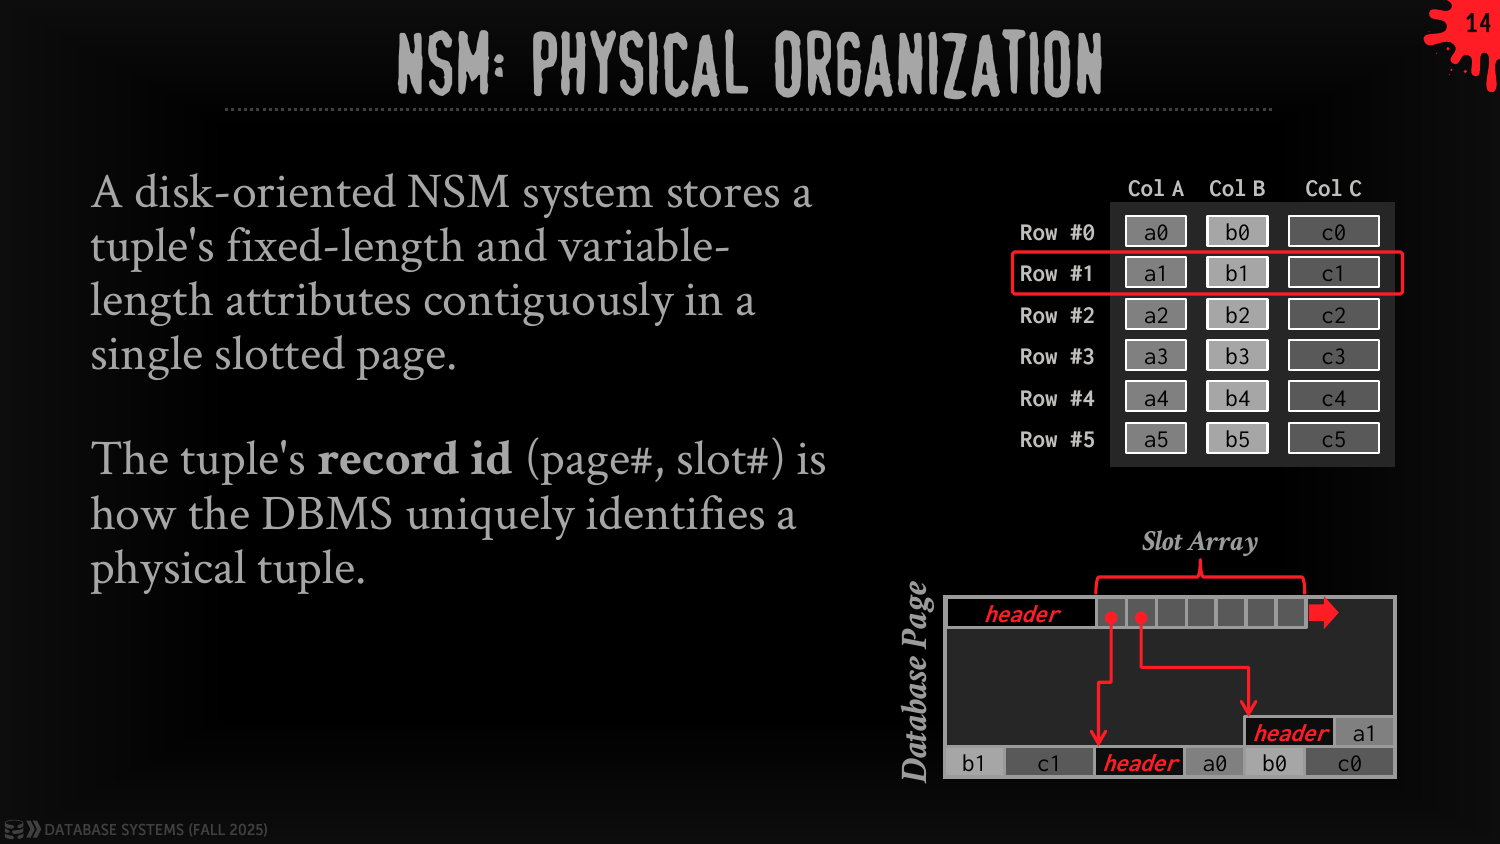 14
NSM: PHYSICAL ORGANIZATION
A disk-oriented NSM system stores a
tuple's fixed-length and variable-
length attributes contiguously in a
single slotted page.
The tuple's record id (page#, slot#) is
how the DBMS uniquely identifies a
physical tuple.
Col A Col B Col C
Row #0 a0 b0 c0
Row #1 a1 b1 c1
Row #2 a2 b2 c2
Row #3 a3 b3 c3
Row #4 a4 b4 c4
Row #5 a5 b5 c5
Slot Array
Database Page
header
header a1
b1 c1 header a0 b0 c0
DATABASE SYSTEMS (FALL 2025)